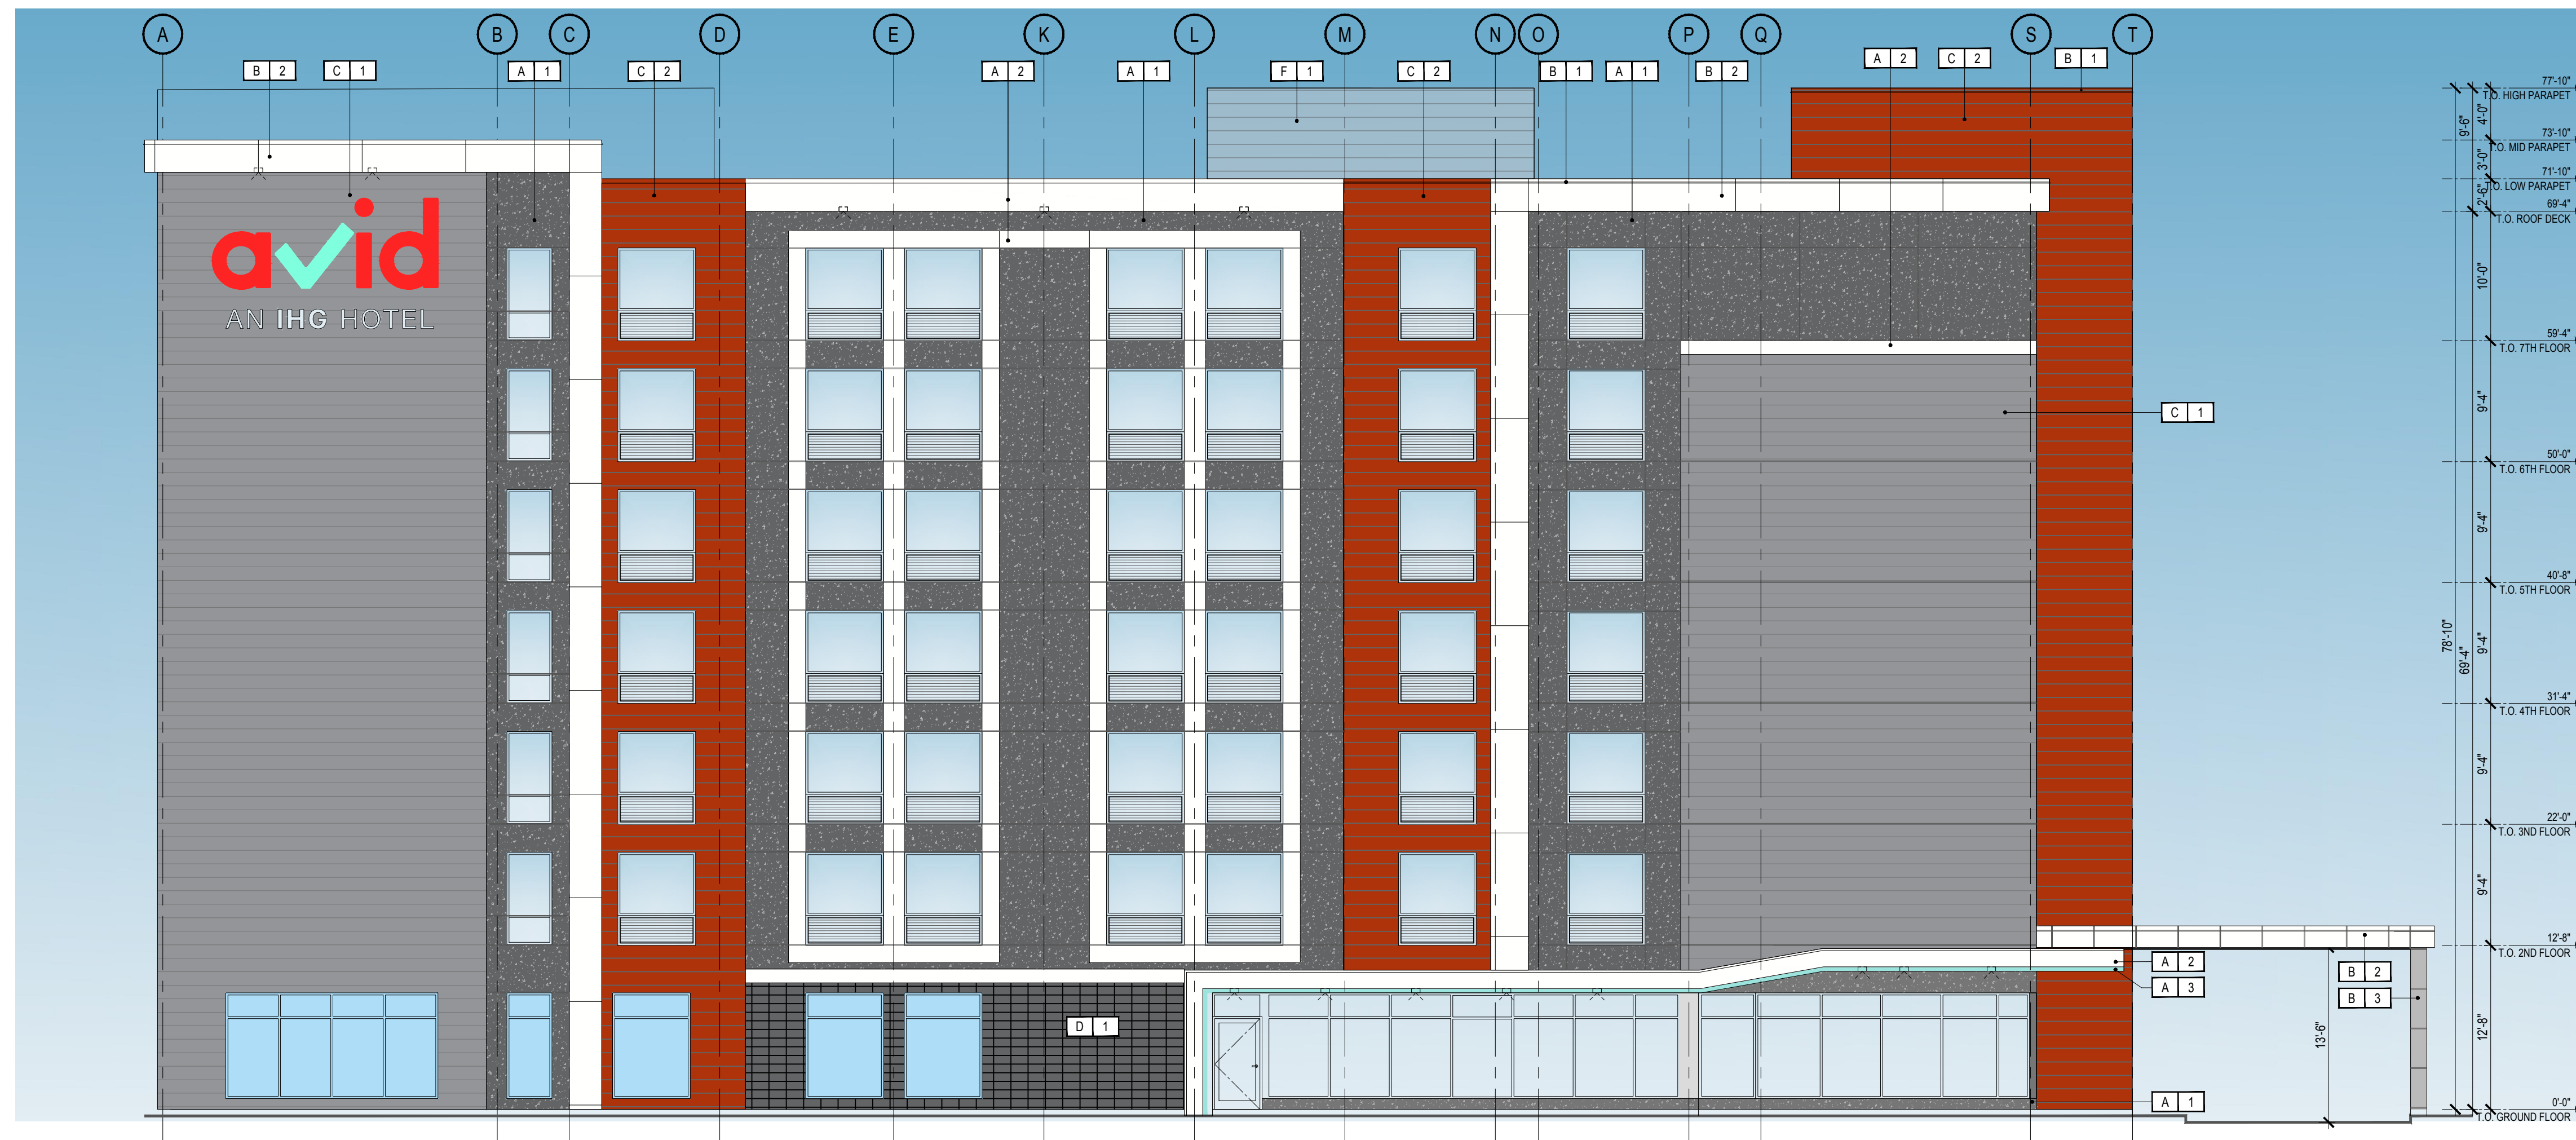 A B C D E K L M N O P Q S T
B 2
C 1
A 1
C 2
A 2
A 1
F 1
C 2
B 1
A 1
B 2
A 2
C 2
B 1
avid
AN IHG HOTEL
C 1
D 1
A 2
A 3
B 2
B 3
A 1
77'-10"
T.O. HIGH PARAPET
73'-10"
T.O. MID PARAPET
71'-10"
T.O. LOW PARAPET
69'-4"
T.O. ROOF DECK
59'-4"
T.O. 7TH FLOOR
50'-0"
T.O. 6TH FLOOR
40'-8"
T.O. 5TH FLOOR
31'-4"
T.O. 4TH FLOOR
22'-0"
T.O. 3ND FLOOR
12'-8"
T.O. 2ND FLOOR
0'-0"
T.O. GROUND FLOOR
4'-0"
3'-0"
2'-6"
9'-6"
10'-0"
9'-4"
9'-4"
9'-4"
9'-4"
9'-4"
12'-8"
78'-10"
69'-4"
13'-6"